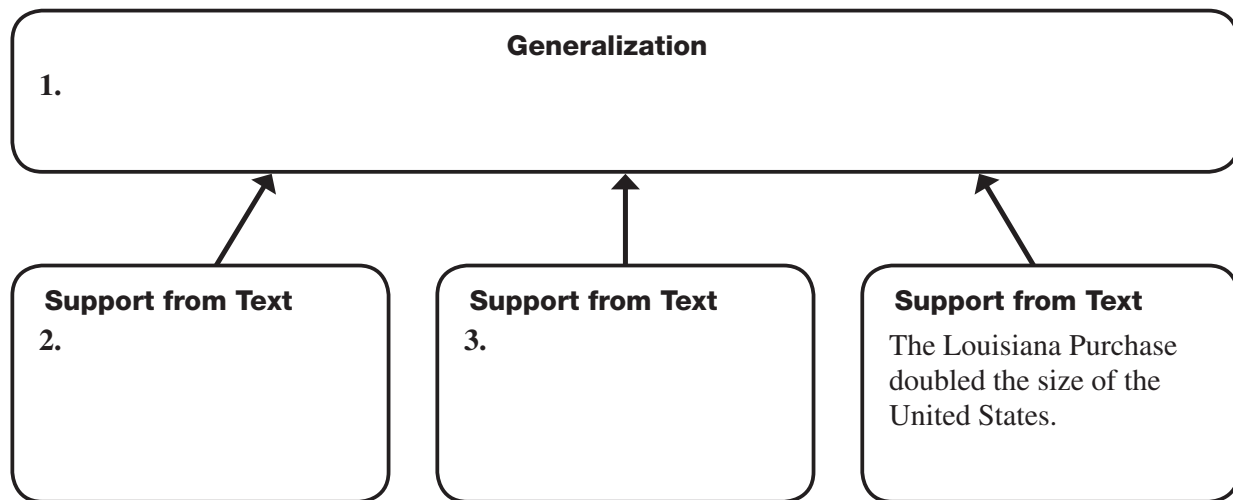 Generalization
1.
Support from Text
2.
Support from Text
3.
Support from Text
The Louisiana Purchase
doubled the size of the
United States.